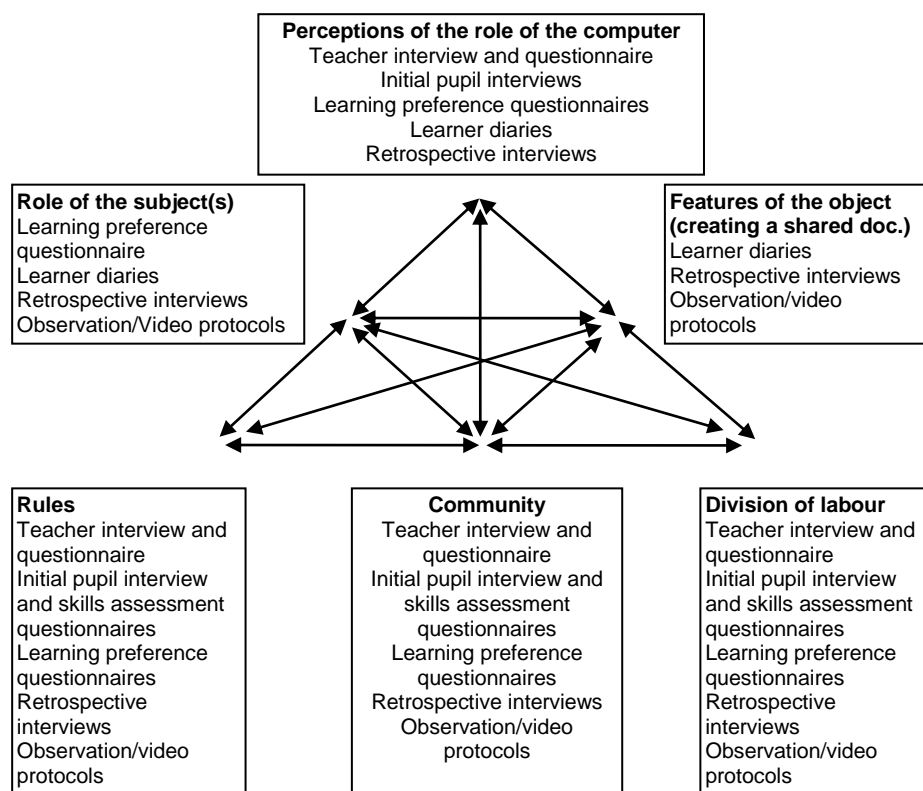 Perceptions of the role of the computer
Teacher interview and questionnaire
Initial pupil interviews
Learning preference questionnaires
Learner diaries
Retrospective interviews
Role of the subject(s)
Learning preference
questionnaire
Learner diaries
Retrospective interviews
Observation/Video protocols
Features of the object
(creating a shared doc.)
Learner diaries
Retrospective interviews
Observation/video
protocols
Rules
Teacher interview and
questionnaire
Initial pupil interview
and skills assessment
questionnaires
Learning preference
questionnaires
Retrospective
interviews
Observation/video
protocols
Community
Teacher interview and
questionnaire
Initial pupil interview and
skills assessment
questionnaires
Learning preference
questionnaires
Retrospective interviews
Observation/video
protocols
Division of labour
Teacher interview and
questionnaire
Initial pupil interview
and skills assessment
questionnaires
Learning preference
questionnaires
Retrospective
interviews
Observation/video
protocols